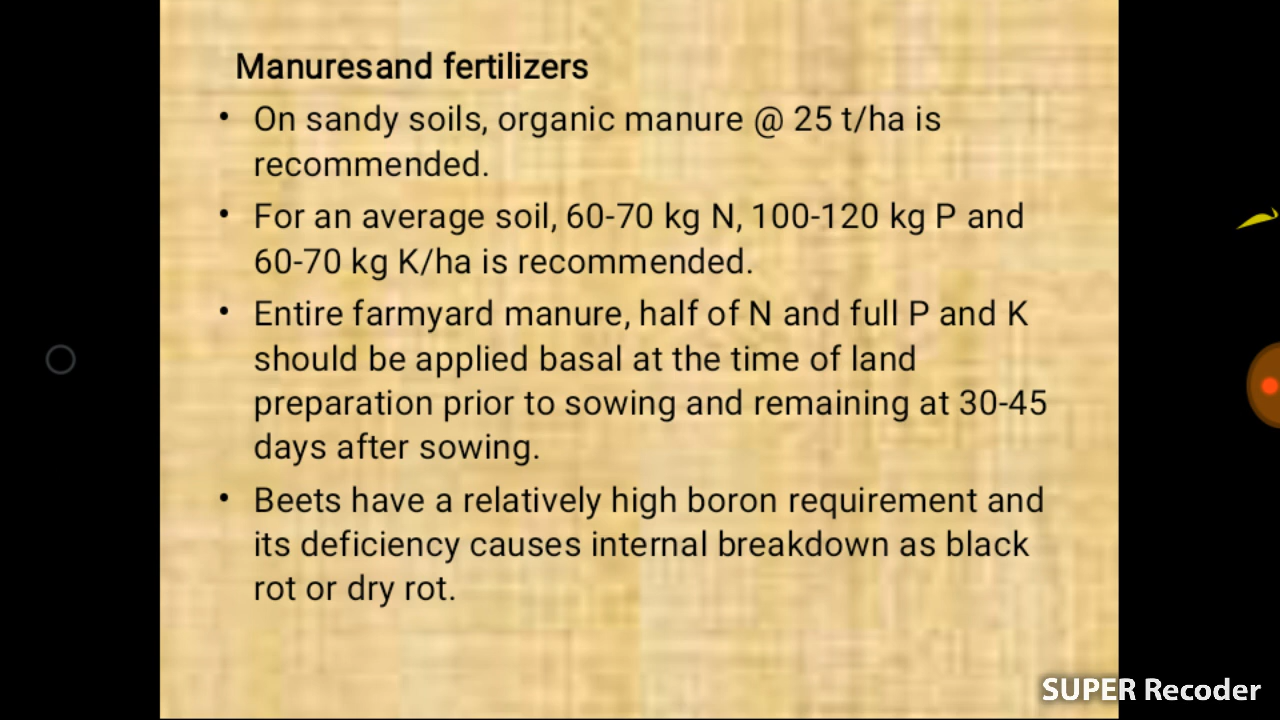 Manuresand fertilizers
• On sandy soils, organic manure @ 25 t/ha is
recommended.
• For an average soil, 60-70 kg N, 100-120 kg P and
60-70 kg K/ha is recommended.
• Entire farmyard manure, half of N and full P and K
should be applied basal at the time of land
preparation prior to sowing and remaining at 30-45
days after sowing.
• Beets have a relatively high boron requirement and
its deficiency causes internal breakdown as black
rot or dry rot.
SUPER Recoder